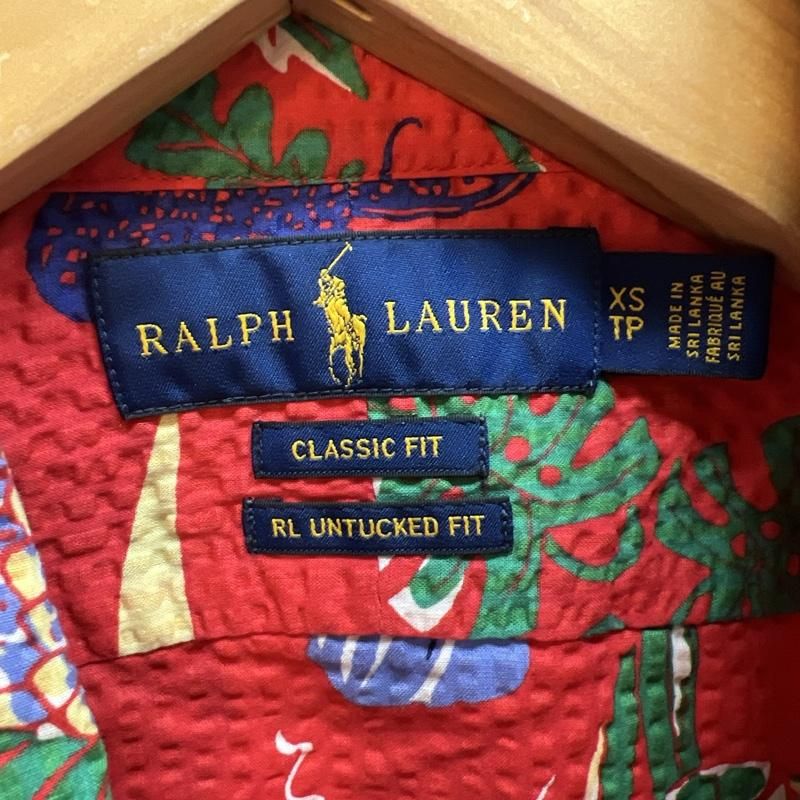 RALPH LAUREN
XS
TP
MADE IN
SRI LANKA
FABRIQUÉ AU
SRI LANKA
CLASSIC FIT
RL UNTUCKED FIT